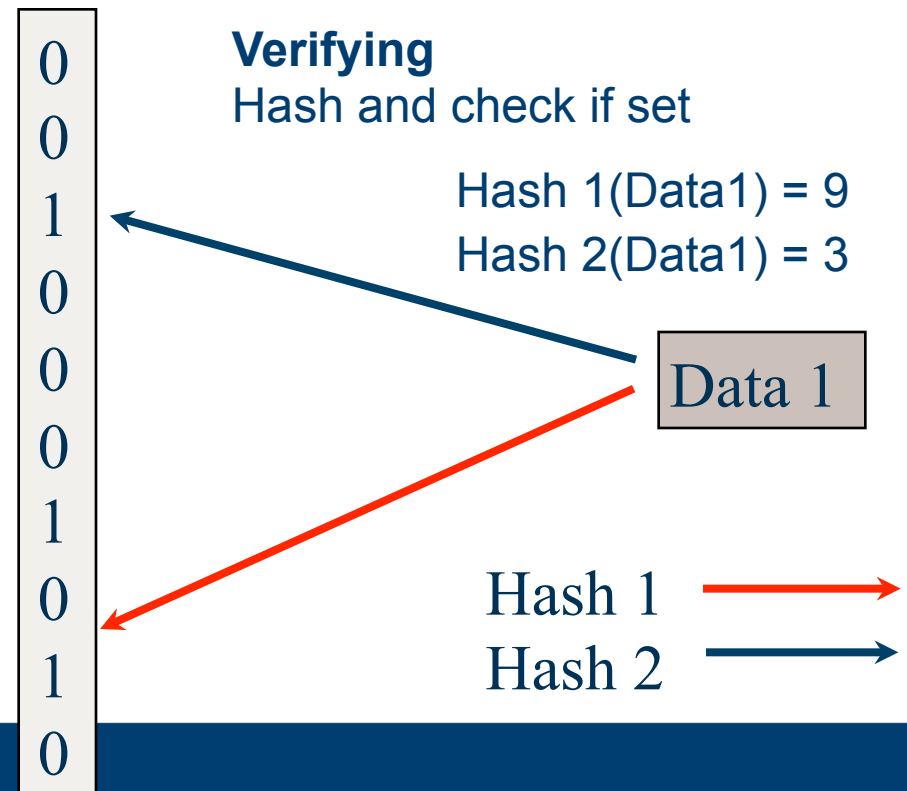 0
0
1
0
0
0
1
0
1
0
Verifying
Hash and check if set
Hash 1(Data1) = 9
Hash 2(Data1) = 3
Data 1
Hash 1
Hash 2